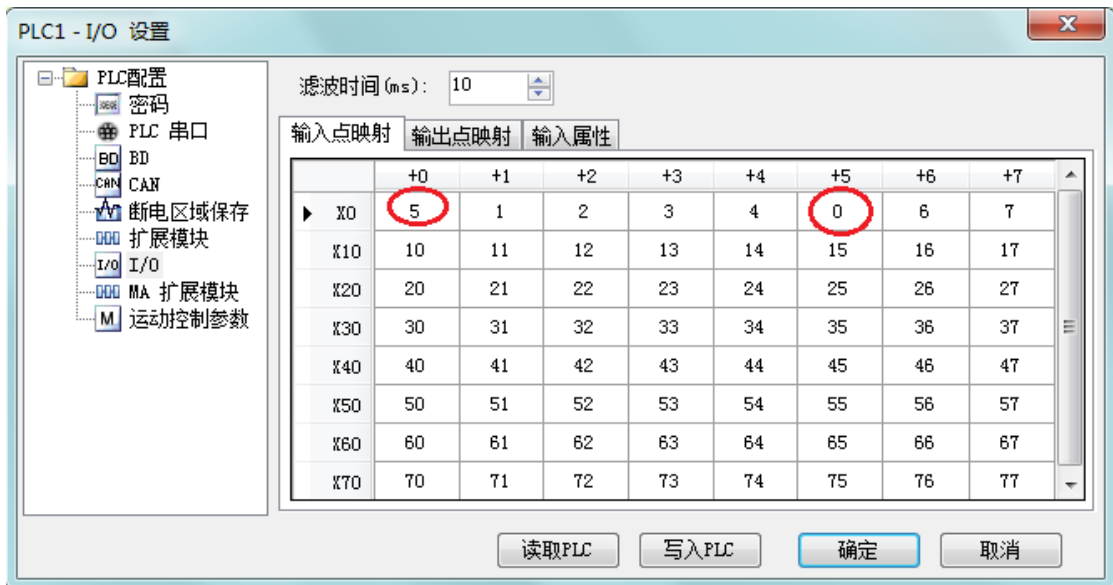 PLC1 - I/O 设置
PLC配置
密码
PLC 串口
BD BD
CAN CAN
断电区域保存
扩展模块
I/O I/O
MA 扩展模块
M 运动控制参数
滤波时间(ms): 10
输入点映射 输出点映射 输入属性
+0 +1 +2 +3 +4 +5 +6 +7
X0 5 1 2 3 4 0 6 7
X10 10 11 12 13 14 15 16 17
X20 20 21 22 23 24 25 26 27
X30 30 31 32 33 34 35 36 37
X40 40 41 42 43 44 45 46 47
X50 50 51 52 53 54 55 56 57
X60 60 61 62 63 64 65 66 67
X70 70 71 72 73 74 75 76 77
读取PLC 写入PLC 确定 取消